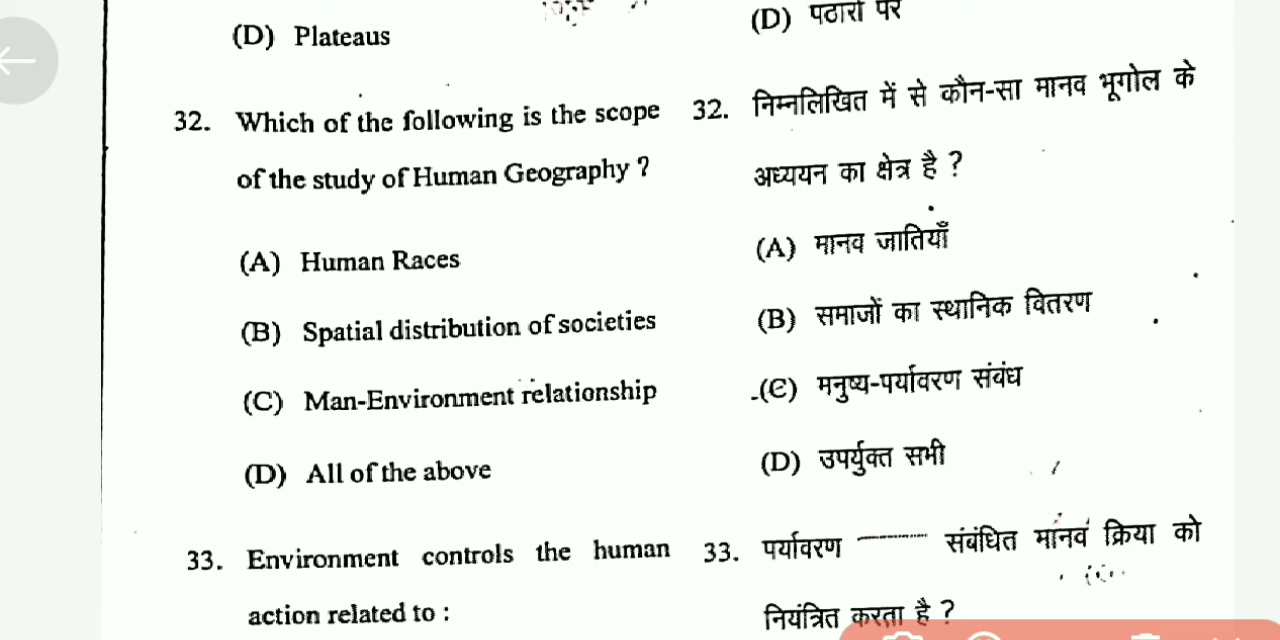 (D) Plateaus
32. Which of the following is the scope
of the study of Human Geography ?
(A) Human Races
(B) Spatial distribution of societies
(C) Man-Environment relationship
(D) All of the above
33. Environment controls the human
action related to :
(D) पठारों पर
32. निम्नलिखित में से कौन-सा मानव भूगोल के
अध्ययन का क्षेत्र है ?
(A) मानव जातियाँ
(B) समाजों का स्थानिक वितरण
(C) मनुष्य-पर्यावरण संबंध
(D) उपर्युक्त सभी
33. पर्यावरण ——— संबंधित मानव क्रिया को
नियंत्रित करता है ?